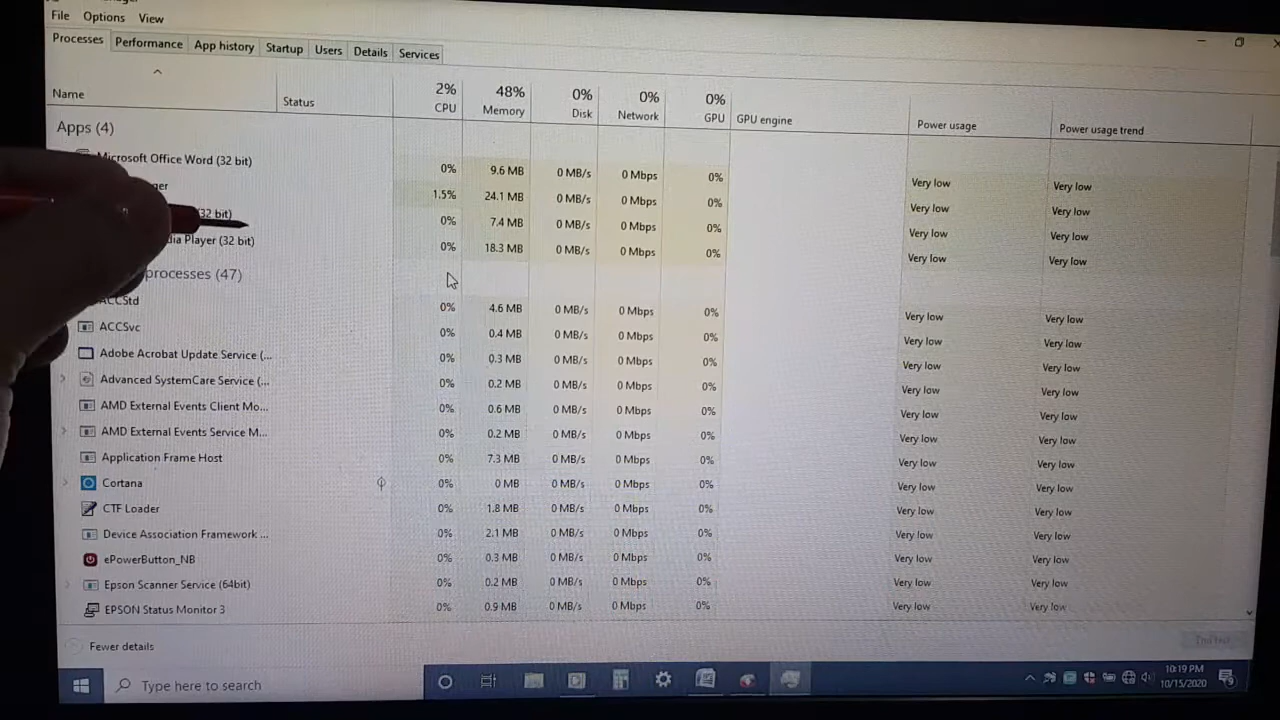 File Options View
Processes Performance App history Startup Users Details Services
2% 48% 0% 0% 0%
Name Status CPU Memory Disk Network GPU GPU engine Power usage Power usage trend
Apps (4)
Microsoft Office Word (32 bit) 0% 9.6 MB 0 MB/s 0 Mbps 0% Very low Very low
1.5% 24.1 MB 0 MB/s 0 Mbps 0% Very low Very low
(32 bit) 0% 7.4 MB 0 MB/s 0 Mbps 0% Very low Very low
Player (32 bit) 0% 18.3 MB 0 MB/s 0 Mbps 0% Very low Very low
processes (47)
ACCStd 0% 4.6 MB 0 MB/s 0 Mbps 0% Very low Very low
ACCSvc 0% 0.4 MB 0 MB/s 0 Mbps 0% Very low Very low
Adobe Acrobat Update Service (... 0% 0.3 MB 0 MB/s 0 Mbps 0% Very low Very low
Advanced SystemCare Service (... 0% 0.2 MB 0 MB/s 0 Mbps 0% Very low Very low
AMD External Events Client Mo... 0% 0.6 MB 0 MB/s 0 Mbps 0% Very low Very low
AMD External Events Service M... 0% 0.2 MB 0 MB/s 0 Mbps 0% Very low Very low
Application Frame Host 0% 7.3 MB 0 MB/s 0 Mbps 0% Very low Very low
Cortana 0% 0 MB 0 MB/s 0 Mbps 0% Very low Very low
CTF Loader 0% 1.8 MB 0 MB/s 0 Mbps 0% Very low Very low
Device Association Framework ... 0% 2.1 MB 0 MB/s 0 Mbps 0% Very low Very low
ePowerButton_NB 0% 0.3 MB 0 MB/s 0 Mbps 0% Very low Very low
Epson Scanner Service (64bit) 0% 0.2 MB 0 MB/s 0 Mbps 0% Very low Very low
EPSON Status Monitor 3 0% 0.9 MB 0 MB/s 0 Mbps 0% Very low Very low
Fewer details
Type here to search
10:19 PM
10/15/2020